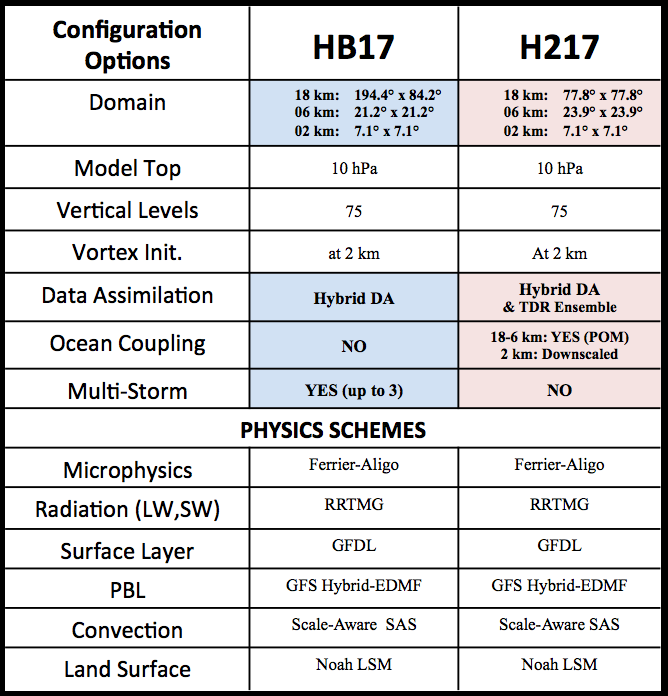 Configuration Options HB17 H217
Domain
18 km: 194.4° x 84.2°
06 km: 21.2° x 21.2°
02 km: 7.1° x 7.1°
18 km: 77.8° x 77.8°
06 km: 23.9° x 23.9°
02 km: 7.1° x 7.1°
Model Top 10 hPa 10 hPa
Vertical Levels 75 75
Vortex Init. at 2 km At 2 km
Data Assimilation Hybrid DA Hybrid DA
& TDR Ensemble
Ocean Coupling NO 18-6 km: YES (POM)
2 km: Downscaled
Multi-Storm YES (up to 3) NO
PHYSICS SCHEMES
Microphysics Ferrier-Aligo Ferrier-Aligo
Radiation (LW,SW) RRTMG RRTMG
Surface Layer GFDL GFDL
PBL GFS Hybrid-EDMF GFS Hybrid-EDMF
Convection Scale-Aware SAS Scale-Aware SAS
Land Surface Noah LSM Noah LSM